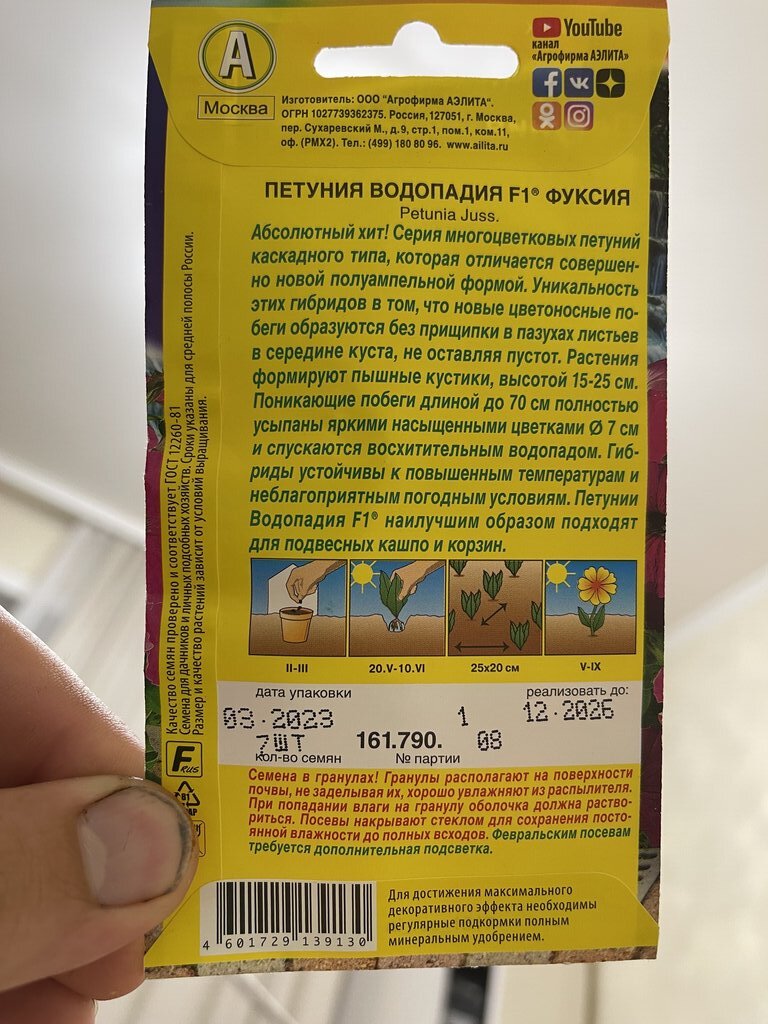 А
Москва
Изготовитель: ООО "Агрофирма АЭЛИТА".
ОГРН 1027739362375. Россия,127051, г. Москва,
пер. Сухаревский М., д.9, стр.1, пом.1, ком.11,
оф. (РМХ2). Тел.: (499) 180 80 96. www.ailita.ru
YouTube
канал
«Агрофирма АЭЛИТА»
ПЕТУНИЯ ВОДОПАДИЯ F1® ФУКСИЯ
Petunia Juss.
Абсолютный хит! Серия многоцветковых петуний
каскадного типа, которая отличается совершен-
но новой полуампельной формой. Уникальность
этих гибридов в том, что новые цветоносные по-
беги образуются без прищипки в пазухах листьев
в середине куста, не оставляя пустот. Растения
формируют пышные кустики, высотой 15-25 см.
Поникающие побеги длиной до 70 см полностью
усыпаны яркими насыщенными цветками Ø 7 см
и спускаются восхитительным водопадом. Гиб-
риды устойчивы к повышенным температурам и
неблагоприятным погодным условиям. Петунии
Водопадия F1® наилучшим образом подходят
для подвесных кашпо и корзин.
II-III
20.V-10.VI
25х20 см
V-IX
дата упаковки
реализовать до:
03.2023
1
12.2026
7ШТ
161.790.
08
кол-во семян
№ партии
Семена в гранулах! Гранулы располагают на поверхности
почвы, не заделывая их, хорошо увлажняют из распылителя.
При попадании влаги на гранулу оболочка должна раство-
риться. Посевы накрывают стеклом для сохранения посто-
янной влажности до полных всходов. Февральским посевам
требуется дополнительная подсветка.
4 601729 139130
Для достижения максимального
декоративного эффекта необходимы
регулярные подкормки полным
минеральным удобрением.
Качество семян проверено и соответствует ГОСТ 12260-81
Семена для дачников и личных подсобных хозяйств. Сроки указаны для средней полосы России.
Размер и качество растений зависит от условий выращивания.
F RUS
81